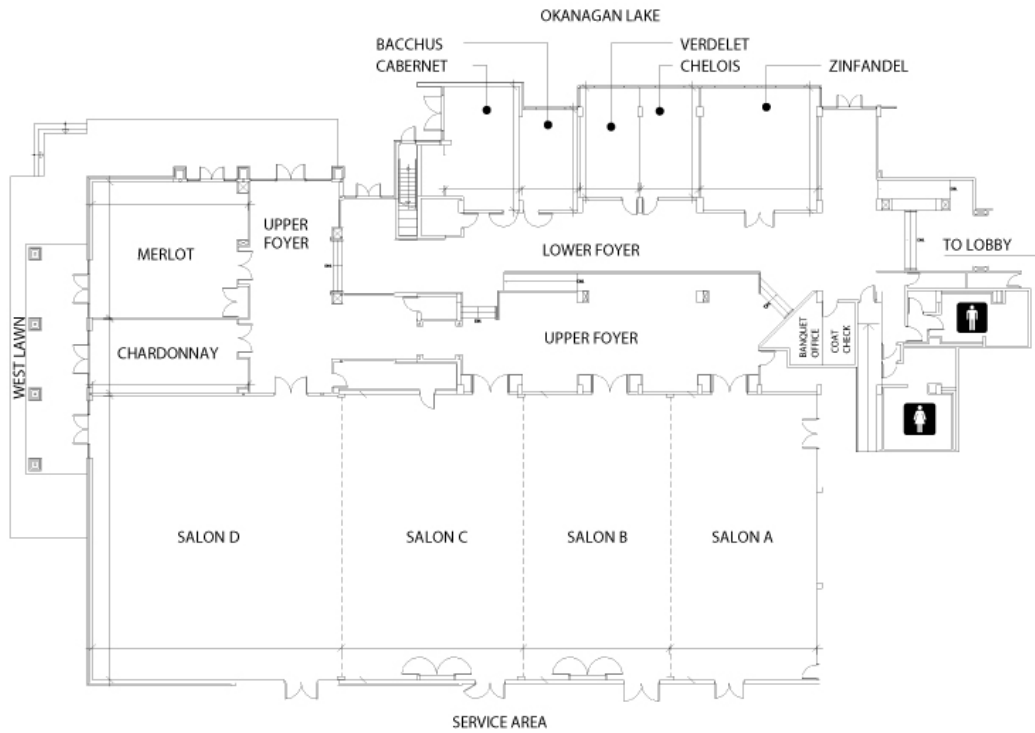 OKANAGAN LAKE
BACCHUS
CABERNET
VERDELET
CHELOIS
ZINFANDEL
UPPER
FOYER
MERLOT
LOWER FOYER
TO LOBBY
WEST LAWN
CHARDONNAY
UPPER FOYER
BANQUET
OFFICE
COAT
CHECK
SALON D
SALON C
SALON B
SALON A
SERVICE AREA